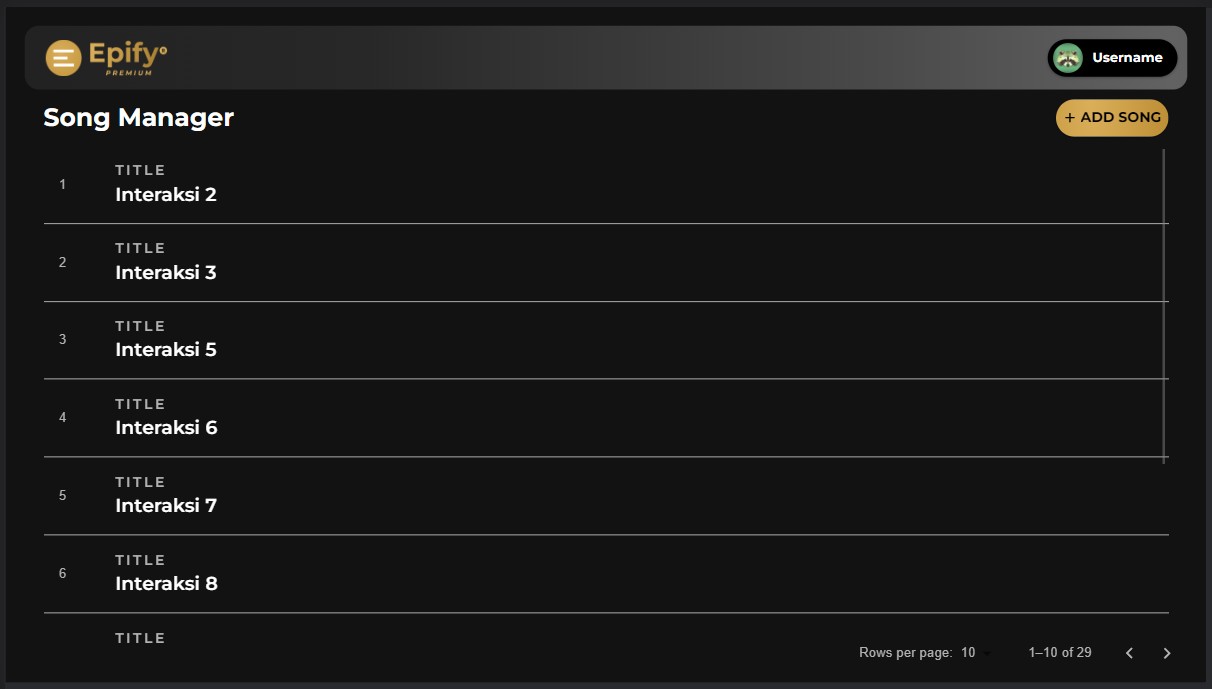 Epify
PREMIUM
Username
Song Manager
+ ADD SONG
1
TITLE
Interaksi 2
2
TITLE
Interaksi 3
3
TITLE
Interaksi 5
4
TITLE
Interaksi 6
5
TITLE
Interaksi 7
6
TITLE
Interaksi 8
TITLE
Rows per page: 10 1–10 of 29